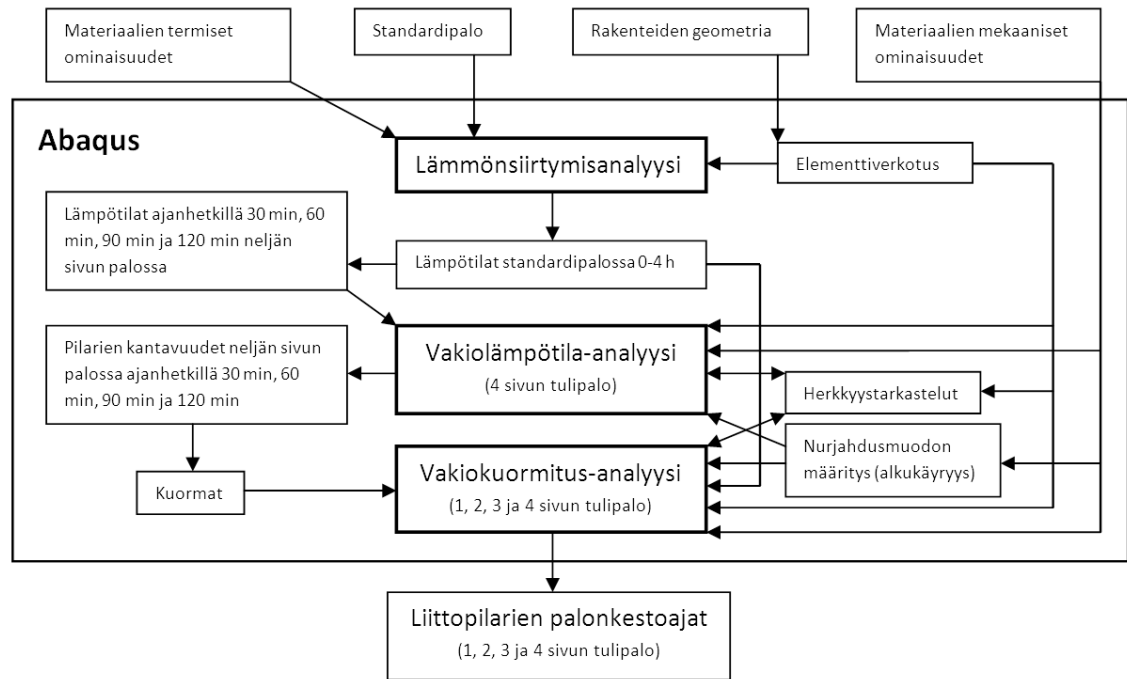 Materiaalien termiset
ominaisuudet
Standardipalo
Rakenteiden geometria
Materiaalien mekaaniset
ominaisuudet
Abaqus
Lämmönsiirtymisanalyysi
Elementtiverkotus
Lämpötilat ajanhetkillä 30 min, 60
min, 90 min ja 120 min neljän
sivun palossa
Lämpötilat standardipalossa 0-4 h
Pilarien kantavuudet neljän sivun
palossa ajanhetkillä 30 min, 60
min, 90 min ja 120 min
Vakiolämpötila-analyysi
(4 sivun tulipalo)
Herkkyystarkastelut
Nurjahdusmuodon
määritys (alkukäyryys)
Kuormat
Vakiokuormitus-analyysi
(1, 2, 3 ja 4 sivun tulipalo)
Liittopilarien palonkestoajat
(1, 2, 3 ja 4 sivun tulipalo)